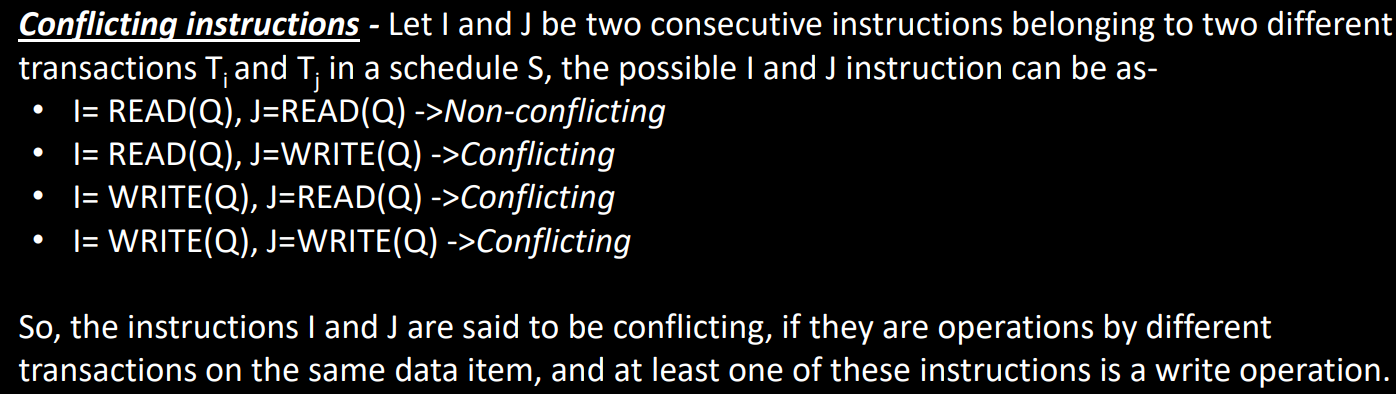 Conflicting instructions - Let I and J be two consecutive instructions belonging to two different
transactions Ti and Tj in a schedule S, the possible I and J instruction can be as-
• I= READ(Q), J=READ(Q) ->Non-conflicting
• I= READ(Q), J=WRITE(Q) ->Conflicting
• I= WRITE(Q), J=READ(Q) ->Conflicting
• I= WRITE(Q), J=WRITE(Q) ->Conflicting
So, the instructions I and J are said to be conflicting, if they are operations by different
transactions on the same data item, and at least one of these instructions is a write operation.